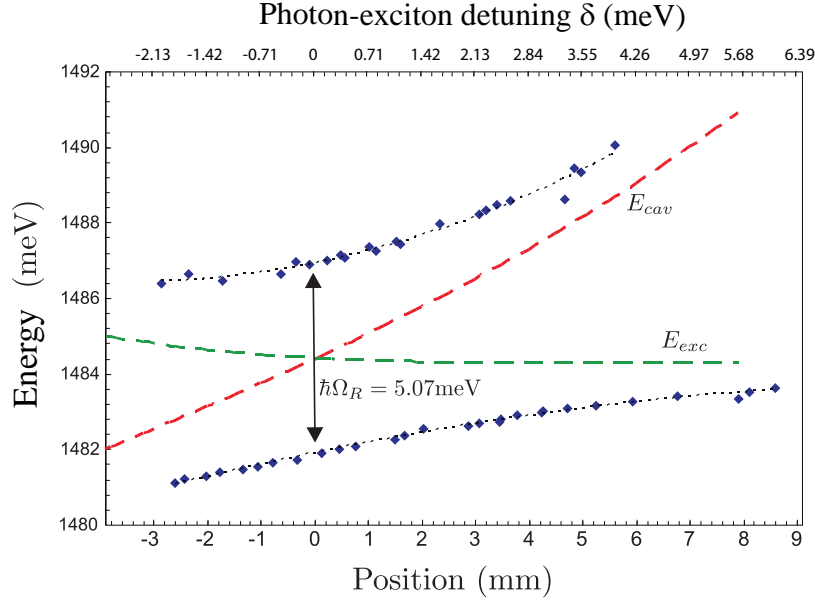 Photon-exciton detuning δ (meV)
-2.13 -1.42 -0.71 0 0.71 1.42 2.13 2.84 3.55 4.26 4.97 5.68 6.39
1492
1490
1488
1486
1484
1482
1480
Energy (meV)
E_cav
E_exc
ℏΩ_R = 5.07meV
-3 -2 -1 0 1 2 3 4 5 6 7 8 9
Position (mm)